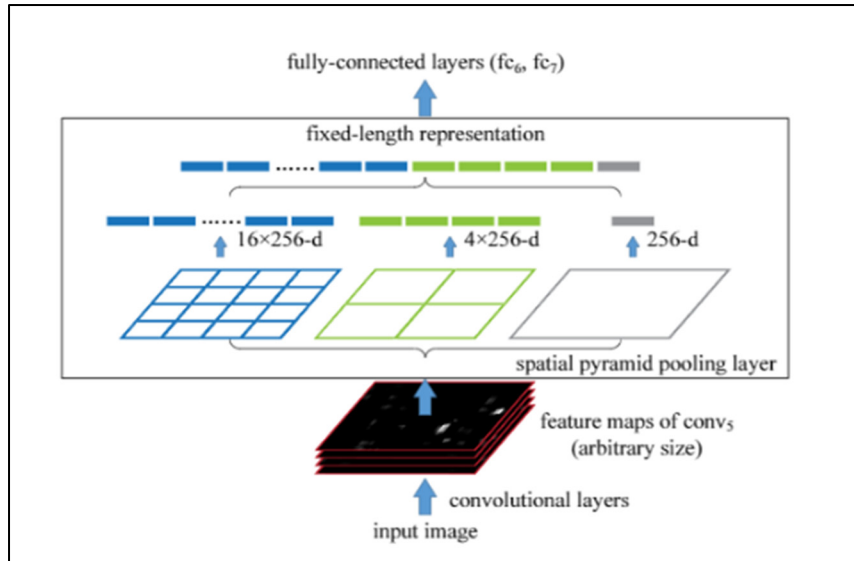 fully-connected layers (fc₆, fc₇)
fixed-length representation
......
......
16×256-d
4×256-d
256-d
spatial pyramid pooling layer
feature maps of conv₅
(arbitrary size)
convolutional layers
input image